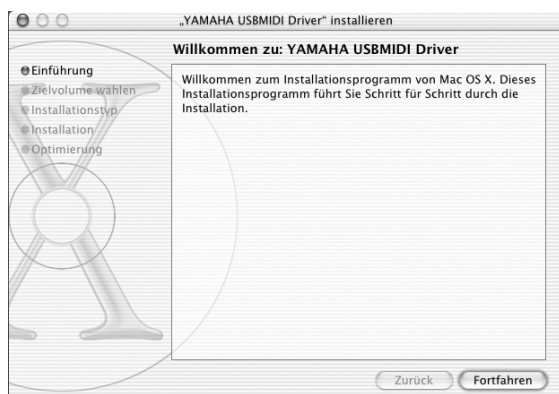 „YAMAHA USBMIDI Driver“ installieren
Willkommen zu: YAMAHA USBMIDI Driver
Einführung
Zielvolume wählen
Installationstyp
Installation
Optimierung
Willkommen zum Installationsprogramm von Mac OS X. Dieses
Installationsprogramm führt Sie Schritt für Schritt durch die
Installation.
Zurück
Fortfahren